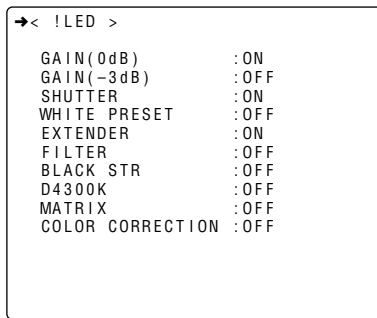 ➔< !LED >
GAIN(0dB) :ON
GAIN(–3dB) :OFF
SHUTTER :ON
WHITE PRESET :OFF
EXTENDER :ON
FILTER :OFF
BLACK STR :OFF
D4300K :OFF
MATRIX :OFF
COLOR CORRECTION :OFF